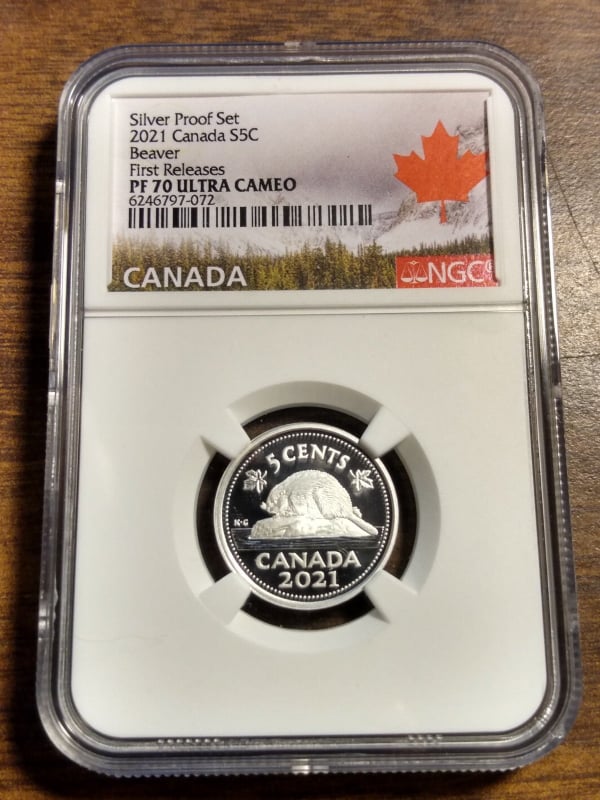 Silver Proof Set
2021 Canada S5C
Beaver
First Releases
PF 70 ULTRA CAMEO
6246797-072
CANADA
NGC
5 CENTS
K·G
CANADA
2021